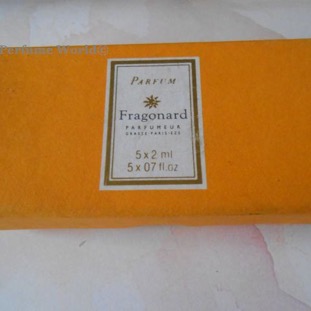 PARFUM
Fragonard
PARFUMEUR
GRASSE PARIS·EZE
5 x 2 ml
5 x 07 fl.oz